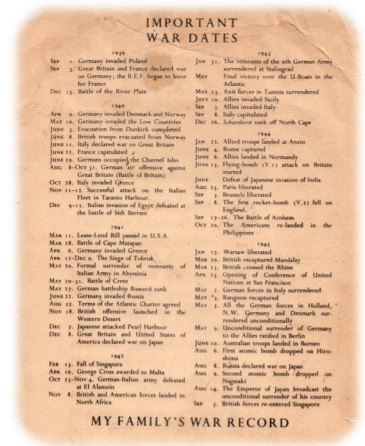 IMPORTANT
WAR DATES
1939
SEP 1. Germany invaded Poland
SEP 3. Great Britain and France declared war
on Germany; the B.E.F. began to leave
for France
DEC 13. Battle of the River Plate
1940
APR 9. Germany invaded Denmark and Norway
MAY 10. Germany invaded the Low Countries
JUNE 3. Evacuation from Dunkirk completed
JUNE 8. British troops evacuated from Norway
JUNE 11. Italy declared war on Great Britain
JUNE 22. France capitulated
JUNE 29. Germans occupied the Channel Isles
AUG 8-OCT 31. German air offensive against
Great Britain (Battle of Britain)
OCT 28. Italy invaded Greece
NOV 11-12. Successful attack on the Italian
Fleet in Taranto Harbour.
DEC 9-11. Italian invasion of Egypt defeated at
the battle of Sidi Barrani
1941
MAR 11. Lease-Lend Bill passed in U.S.A.
MAR 28. Battle of Cape Matapan
APR 6. Germany invaded Greece
APR 12-DEC 9. The Siege of Tobruk
MAY 20. Formal surrender of remnants of
Italian Army in Abyssinia
MAY 20-31. Battle of Crete
MAY 27. German battleship Bismarck sunk
JUNE 22. Germany invaded Russia
AUG 12. Terms of the Atlantic Charter agreed
NOV 18. British offensive launched in the
Western Desert
DEC 7. Japanese attacked Pearl Harbour
DEC 8. Great Britain and United States of
America declared war on Japan
1942
FEB 15. Fall of Singapore
APR 16. George Cross awarded to Malta
OCT 23-NOV 4. German-Italian army defeated
at El Alamein
NOV 8. British and American forces landed in
North Africa
1943
JAN 31. The remnants of the 6th German Army
surrendered at Stalingrad
MAY Final victory over the U-Boats in the
Atlantic
MAY 13. Axis forces in Tunisia surrendered
JULY 10. Allies invaded Sicily
SEP 3. Allies invaded Italy
SEP 8. Italy capitulated
DEC 26. Scharnhorst sunk off North Cape
1944
JAN 22. Allied troops landed at Anzio
JUNE 4. Rome captured
JUNE 6. Allies landed in Normandy
JUNE 13. Flying-bomb (V.1) attack on Britain
started
JUNE Defeat of Japanese invasion of India
AUG 25. Paris liberated
SEP 3. Brussels liberated
SEP 8. The first rocket-bomb (V.2) fell on
England.
SEP 17-26. The Battle of Arnhem
OCT 20. The Americans re-landed in the
Philippines
1945
JAN 17. Warsaw liberated
MAR 20. British recaptured Mandalay
MAR 23. British crossed the Rhine
APR 25. Opening of Conference of United
Nations at San Francisco
MAY 2. German forces in Italy surrendered
MAY 3. Rangoon recaptured
MAY 5. All the German forces in Holland,
N.W. Germany and Denmark sur-
rendered unconditionally
MAY 9. Unconditional surrender of Germany
to the Allies ratified in Berlin
JUNE 10. Australian troops landed in Borneo
AUG 6. First atomic bomb dropped on Hiro-
shima
AUG 8. Russia declared war on Japan
AUG 9. Second atomic bomb dropped on
Nagasaki
AUG 14. The Emperor of Japan broadcast the
unconditional surrender of his country
SEP 5. British forces re-entered Singapore
MY FAMILY'S WAR RECORD